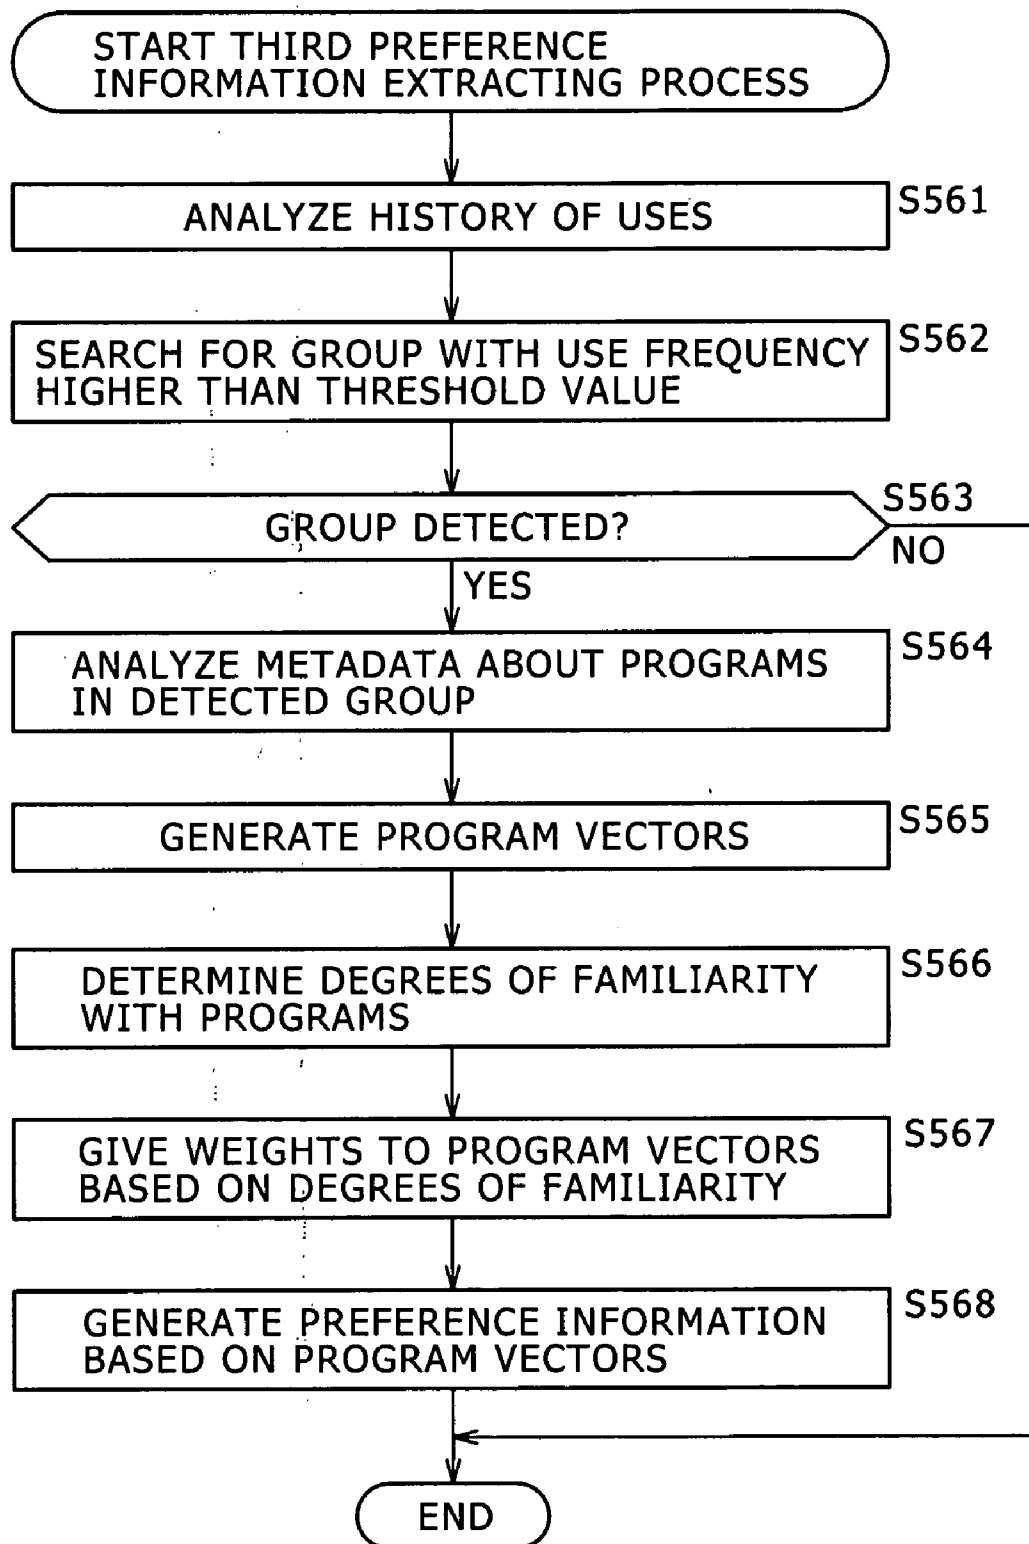 START THIRD PREFERENCE
INFORMATION EXTRACTING PROCESS
ANALYZE HISTORY OF USES
S561
SEARCH FOR GROUP WITH USE FREQUENCY
HIGHER THAN THRESHOLD VALUE
S562
GROUP DETECTED?
S563
NO
YES
ANALYZE METADATA ABOUT PROGRAMS
IN DETECTED GROUP
S564
GENERATE PROGRAM VECTORS
S565
DETERMINE DEGREES OF FAMILIARITY
WITH PROGRAMS
S566
GIVE WEIGHTS TO PROGRAM VECTORS
BASED ON DEGREES OF FAMILIARITY
S567
GENERATE PREFERENCE INFORMATION
BASED ON PROGRAM VECTORS
S568
END